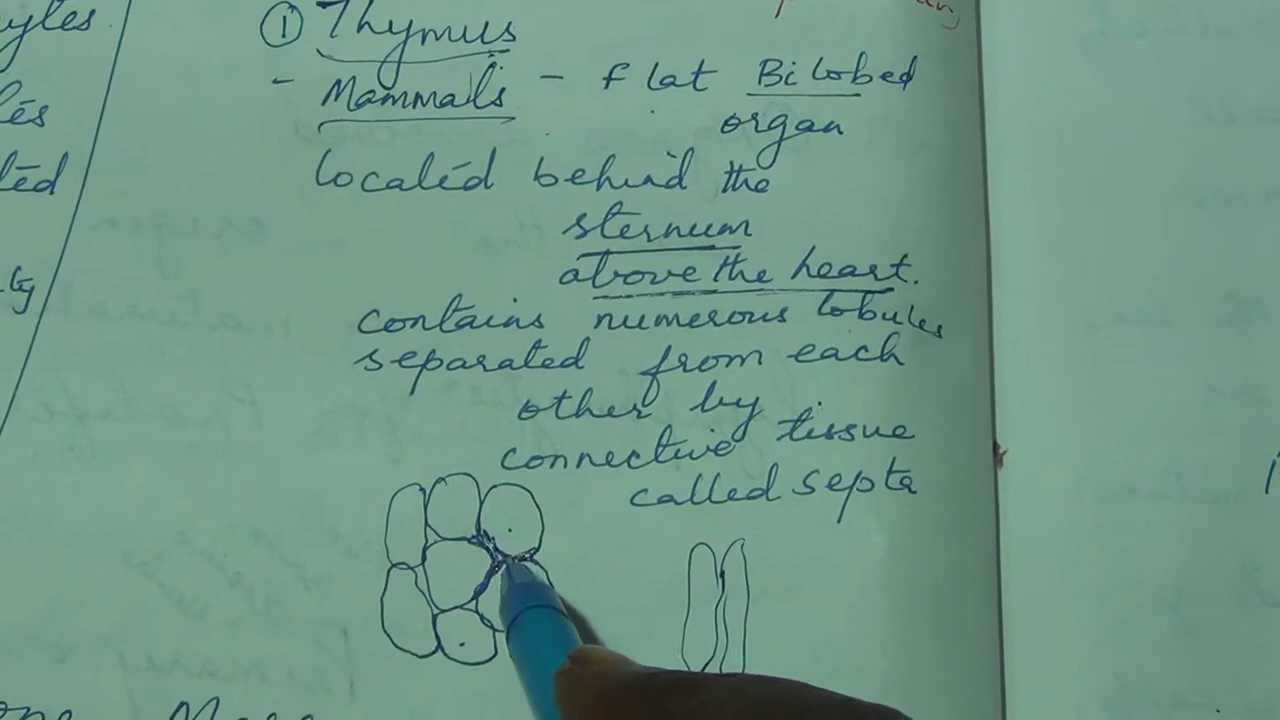 ① Thymus
- Mammals - flat Bilobed
organ
located behind the
sternum
above the heart.
contains numerous lobules
separated from each
other by
connective tissue
called septa